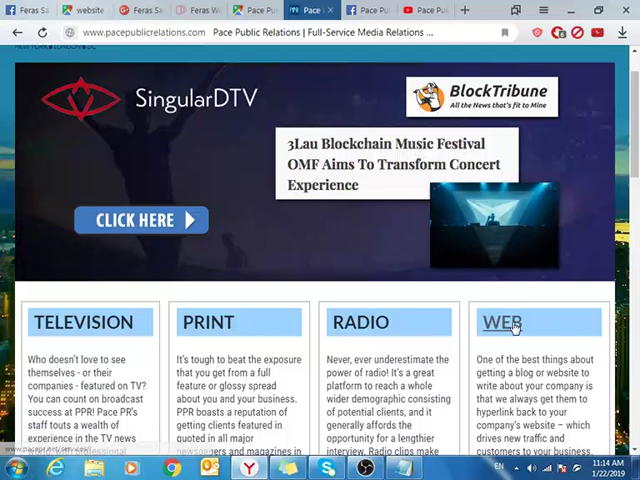 Feras Sa
website
Feras Sa
Feras W
Pace Pu
Pace
Pace Pu
Pace Pu
www.pacepublicrelations.com
Pace Public Relations | Full-Service Media Relations ...
NEW YORK LONDON DC
SingularDTV
BlockTribune
All the News that's fit to Mine
3Lau Blockchain Music Festival
OMF Aims To Transform Concert
Experience
CLICK HERE
TELEVISION
Who doesn't love to see
themselves - or their
companies - featured on TV?
You can count on broadcast
success at PPR! Pace PR's
staff touts a wealth of
experience in the TV news
PRINT
It's tough to beat the exposure
that you get from a full
feature or glossy spread
about you and your business.
PPR boasts a reputation of
getting clients featured in
quoted in all major
newspapers and magazines in
RADIO
Never, ever underestimate the
power of radio! It's a great
platform to reach a whole
wider demographic consisting
of potential clients, and it
generally affords the
opportunity for a lengthier
interview. Radio clips make
WEB
One of the best things about
getting a blog or website to
write about your company is
that we always get them to
hyperlink back to your
company's website – which
drives new traffic and
customers to your business.
EN
11:14 AM
1/22/2019